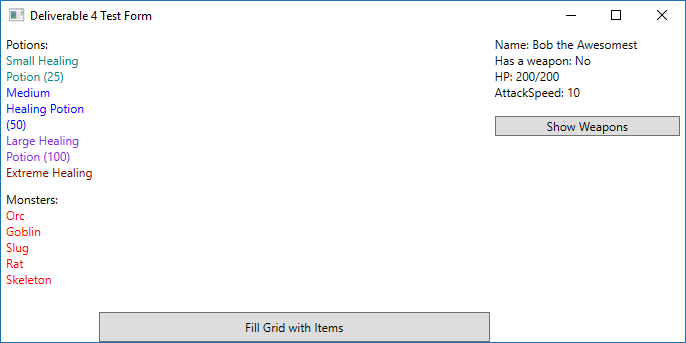 Deliverable 4 Test Form
Potions:
Small Healing
Potion (25)
Medium
Healing Potion
(50)
Large Healing
Potion (100)
Extreme Healing
Monsters:
Orc
Goblin
Slug
Rat
Skeleton
Name: Bob the Awesomest
Has a weapon: No
HP: 200/200
AttackSpeed: 10
Show Weapons
Fill Grid with Items